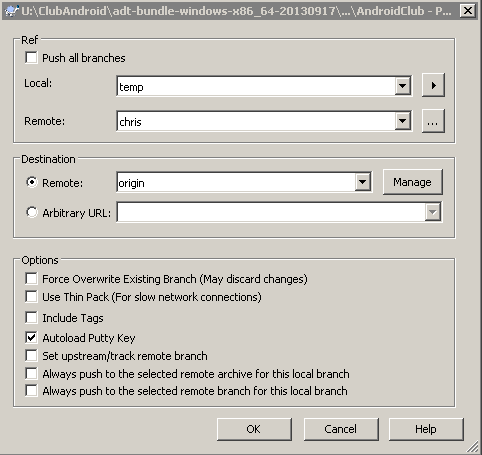 U:\ClubAndroid\adt-bundle-windows-x86_64-20130917\...\AndroidClub - P...
Ref
Push all branches
Local: temp
Remote: chris ...
Destination
Remote: origin Manage
Arbitrary URL:
Options
Force Overwrite Existing Branch (May discard changes)
Use Thin Pack (For slow network connections)
Include Tags
Autoload Putty Key
Set upstream/track remote branch
Always push to the selected remote archive for this local branch
Always push to the selected remote branch for this local branch
OK Cancel Help